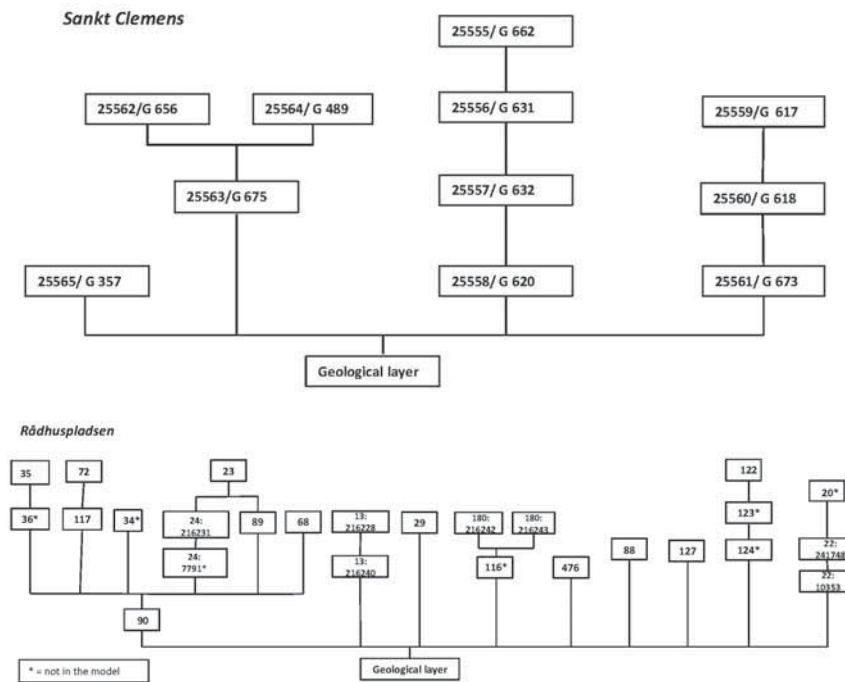 Sankt Clemens
25555/ G 662
25562/G 656
25564/ G 489
25556/ G 631
25559/ G 617
25563/G 675
25557/ G 632
25560/ G 618
25565/ G 357
25558/ G 620
25561/ G 673
Geological layer
Rådhuspladsen
35
72
23
122
20*
36*
117
34*
24:
216231
89
68
13:
216228
29
180:
216242
180:
216243
123*
24:
7791*
13:
216240
116*
476
88
127
124*
22:
241748
22:
10353
90
* = not in the model
Geological layer